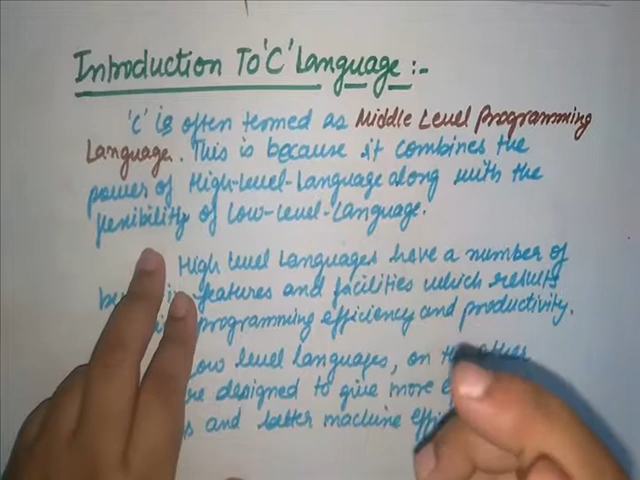 Introduction To 'C' Language :-
'C' is often termed as Middle Level Programming
Language. This is because it combines the
power of High-level-Language along with the
flexibility of Low-Level-Language.
High Level Languages have a number of
features and facilities which results
programming efficiency and productivity.
Low level languages, on the other
designed to give more
and better machine